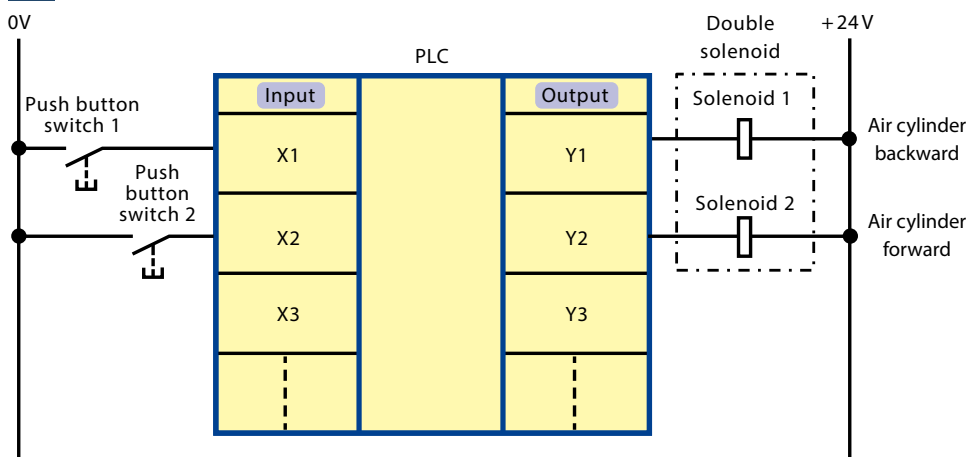 0V
PLC
Double
solenoid
+24V
Input
Output
Push button
switch 1
X1
Y1
Solenoid 1
Air cylinder
backward
Push
button
switch 2
X2
Y2
Solenoid 2
Air cylinder
forward
X3
Y3